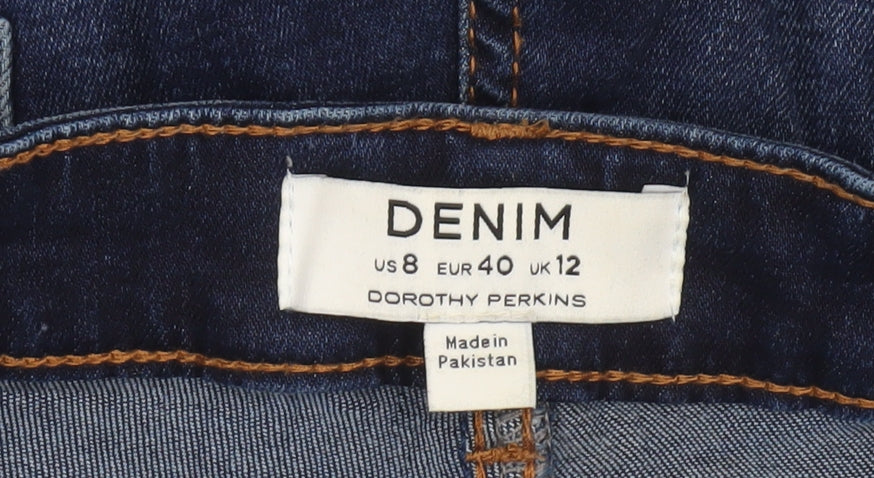 DENIM
US 8 EUR 40 UK 12
DOROTHY PERKINS
Made in
Pakistan